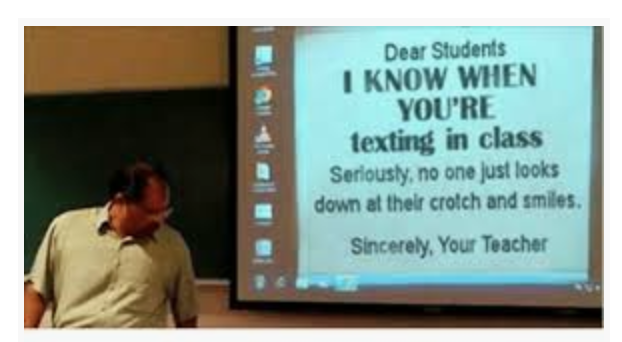 Dear Students
I KNOW WHEN
YOU'RE
texting in class
Seriously, no one just looks
down at their crotch and smiles.
Sincerely, Your Teacher